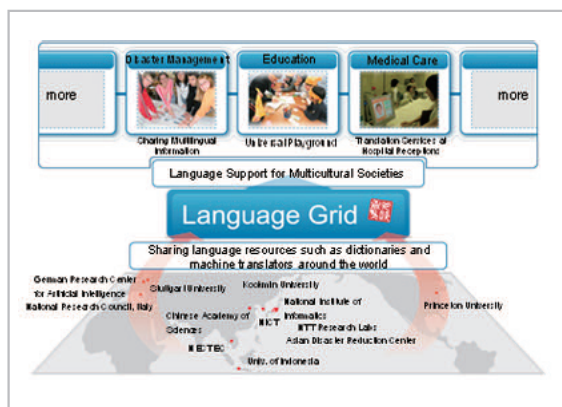 Disaster Management
Education
Medical Care
more
more
Sharing Multilingual
Information
Universal Playground
Translation Services at
Hospital Receptions
Language Support for Multicultural Societies
Language Grid
Sharing language resources such as dictionaries and
machine translators around the world
German Research Center
for Artificial Intelligence
National Research Council, Italy
Stuttgart University
Kookmin University
Chinese Academy of
Sciences
NICT
National Institute of
Informatics
NTT Research Labs
Asian Disaster Reduction Center
Princeton University
NECTEC
Univ. of Indonesia